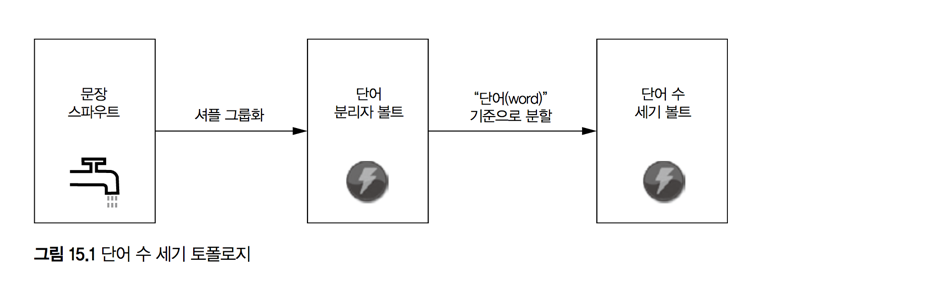 문장
스파우트
셔플 그룹화
단어
분리자 볼트
“단어(word)”
기준으로 분할
단어 수
세기 볼트
그림 15.1 단어 수 세기 토폴로지